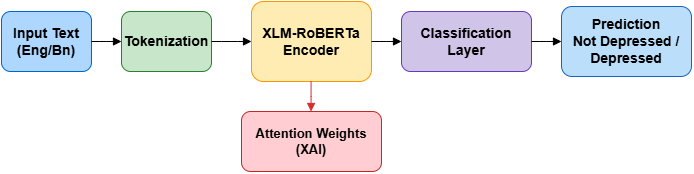 Input Text
(Eng/Bn)
Tokenization
XLM-RoBERTa
Encoder
Classification
Layer
Prediction
Not Depressed /
Depressed
Attention Weights
(XAI)